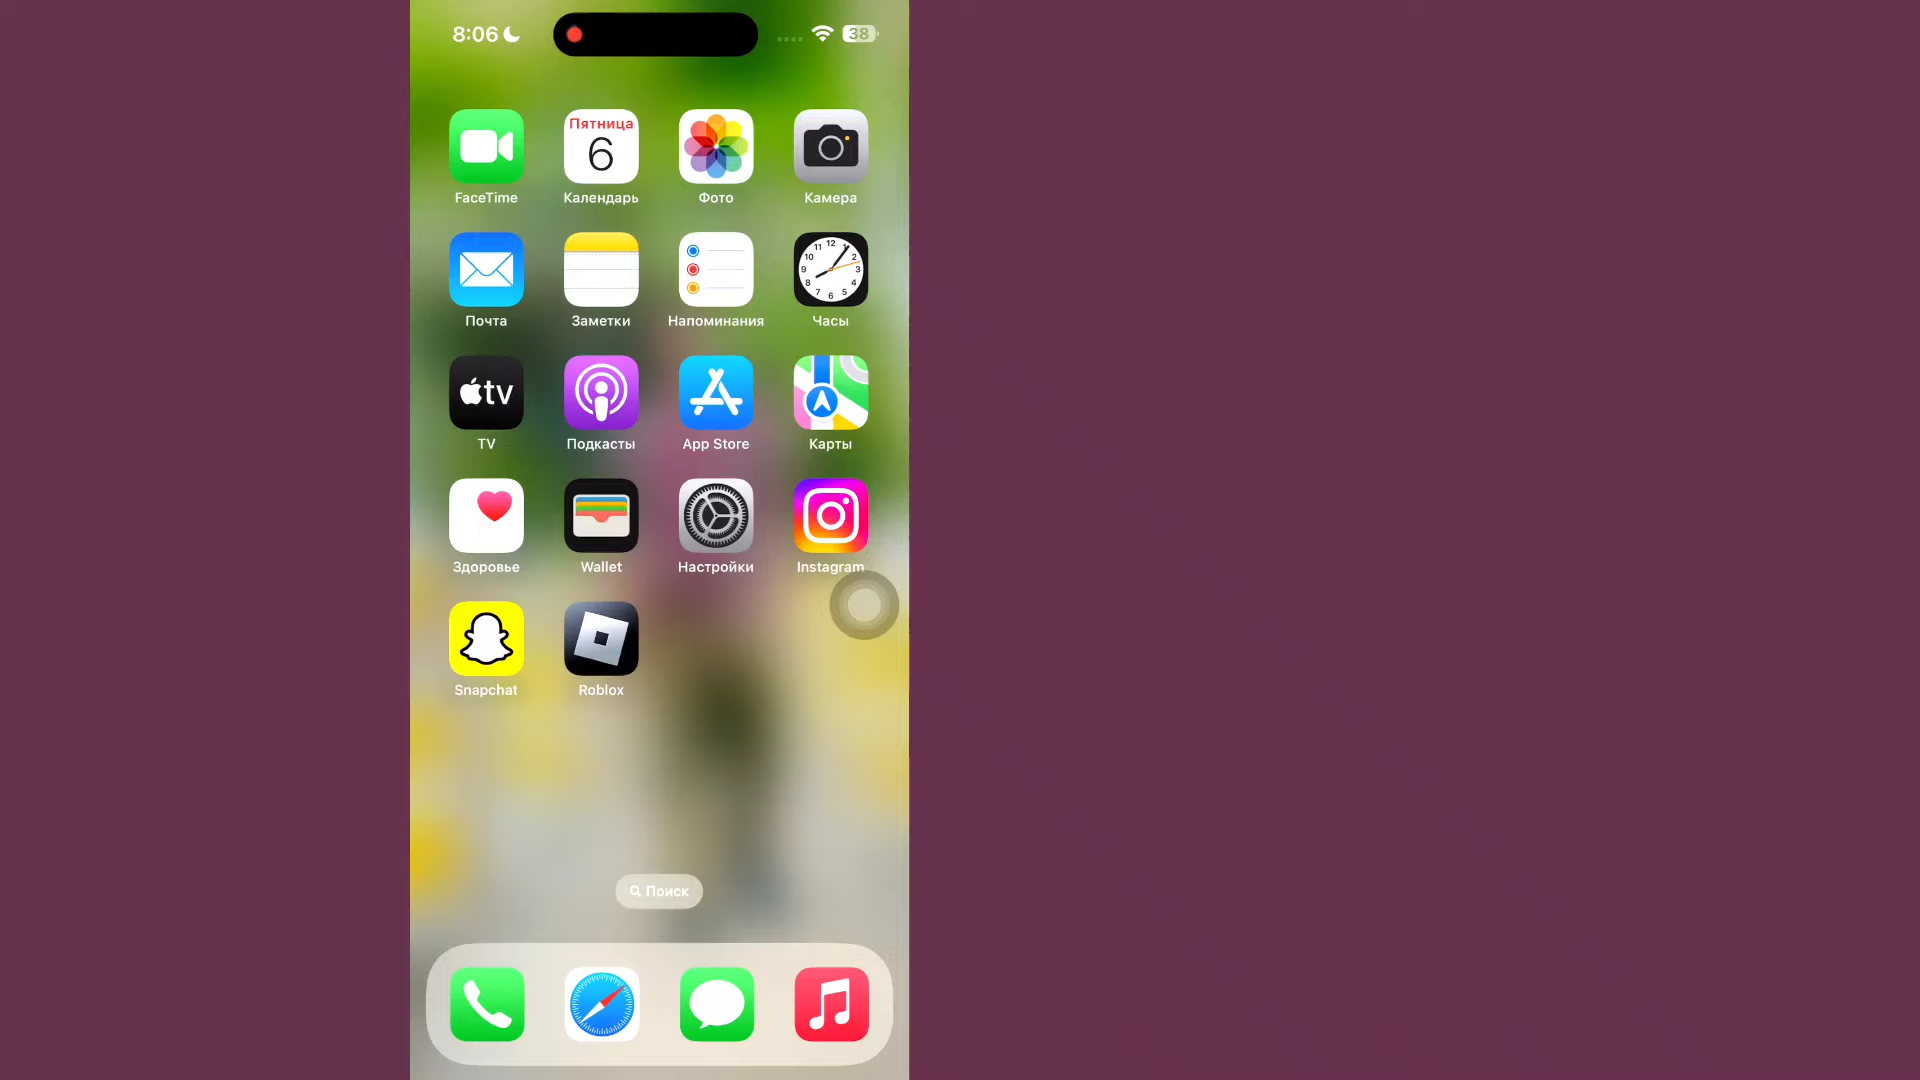 8:06
38
Пятница
6
FaceTime
Календарь
Фото
Камера
Почта
Заметки
Напоминания
Часы
tv
TV
Подкасты
App Store
Карты
Здоровье
Wallet
Настройки
Instagram
Snapchat
Roblox
Поиск